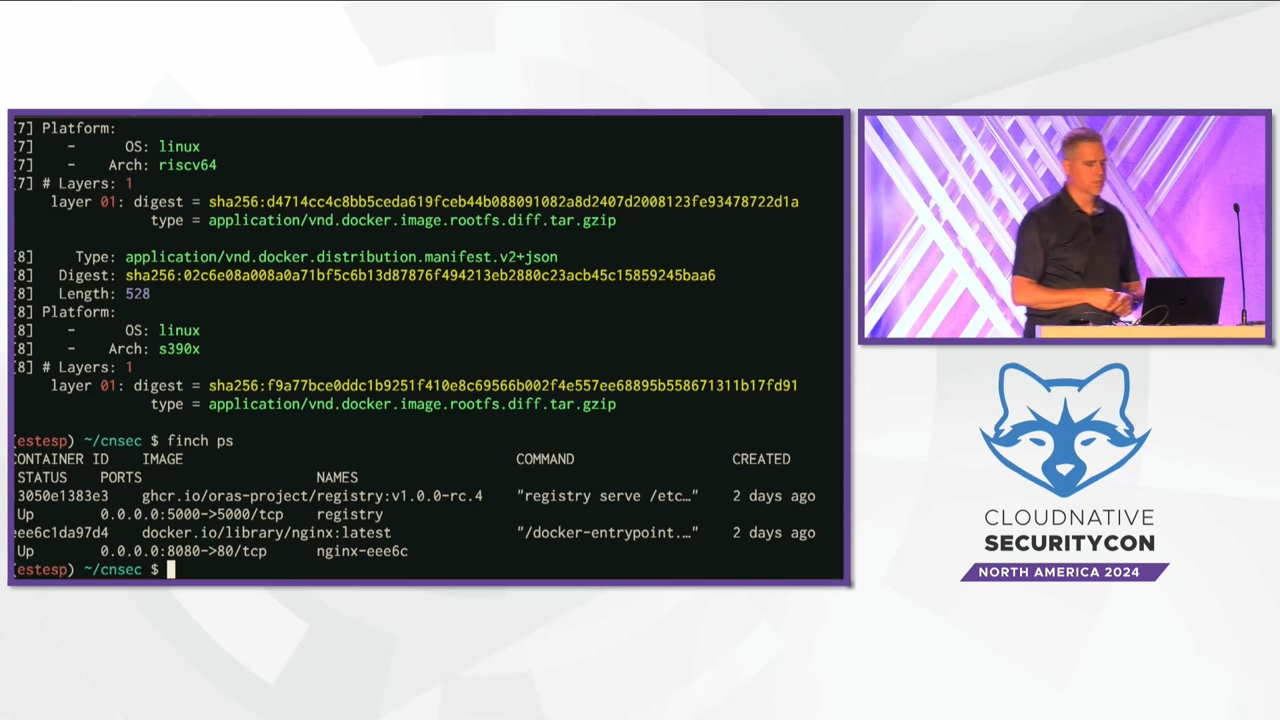 [7] Platform:
[7]    -      OS: linux
[7]    -    Arch: riscv64
[7] # Layers: 1
layer 01: digest = sha256:d4714cc4c8bb5ceda619fceb44b088091082a8d2407d2008123fe93478722d1a
type = application/vnd.docker.image.rootfs.diff.tar.gzip
[8]     Type: application/vnd.docker.distribution.manifest.v2+json
[8]   Digest: sha256:02c6e08a008a0a71bf5c6b13d87876f494213eb2880c23acb45c15859245baa6
[8]   Length: 528
[8] Platform:
[8]    -      OS: linux
[8]    -    Arch: s390x
[8] # Layers: 1
layer 01: digest = sha256:f9a77bce0ddc1b9251f410e8c69566b002f4e557ee68895b558671311b17fd91
type = application/vnd.docker.image.rootfs.diff.tar.gzip
(estesp) ~/cnsec $ finch ps
CONTAINER ID    IMAGE    COMMAND    CREATED
STATUS    PORTS    NAMES
3050e1383e3    ghcr.io/oras-project/registry:v1.0.0-rc.4    "registry serve /etc…"    2 days ago
Up    0.0.0.0:5000->5000/tcp    registry
eee6c1da97d4    docker.io/library/nginx:latest    "/docker-entrypoint.…"    2 days ago
Up    0.0.0.0:8080->80/tcp    nginx-eee6c
(estesp) ~/cnsec $
CLOUDNATIVE
SECURITYCON
NORTH AMERICA 2024